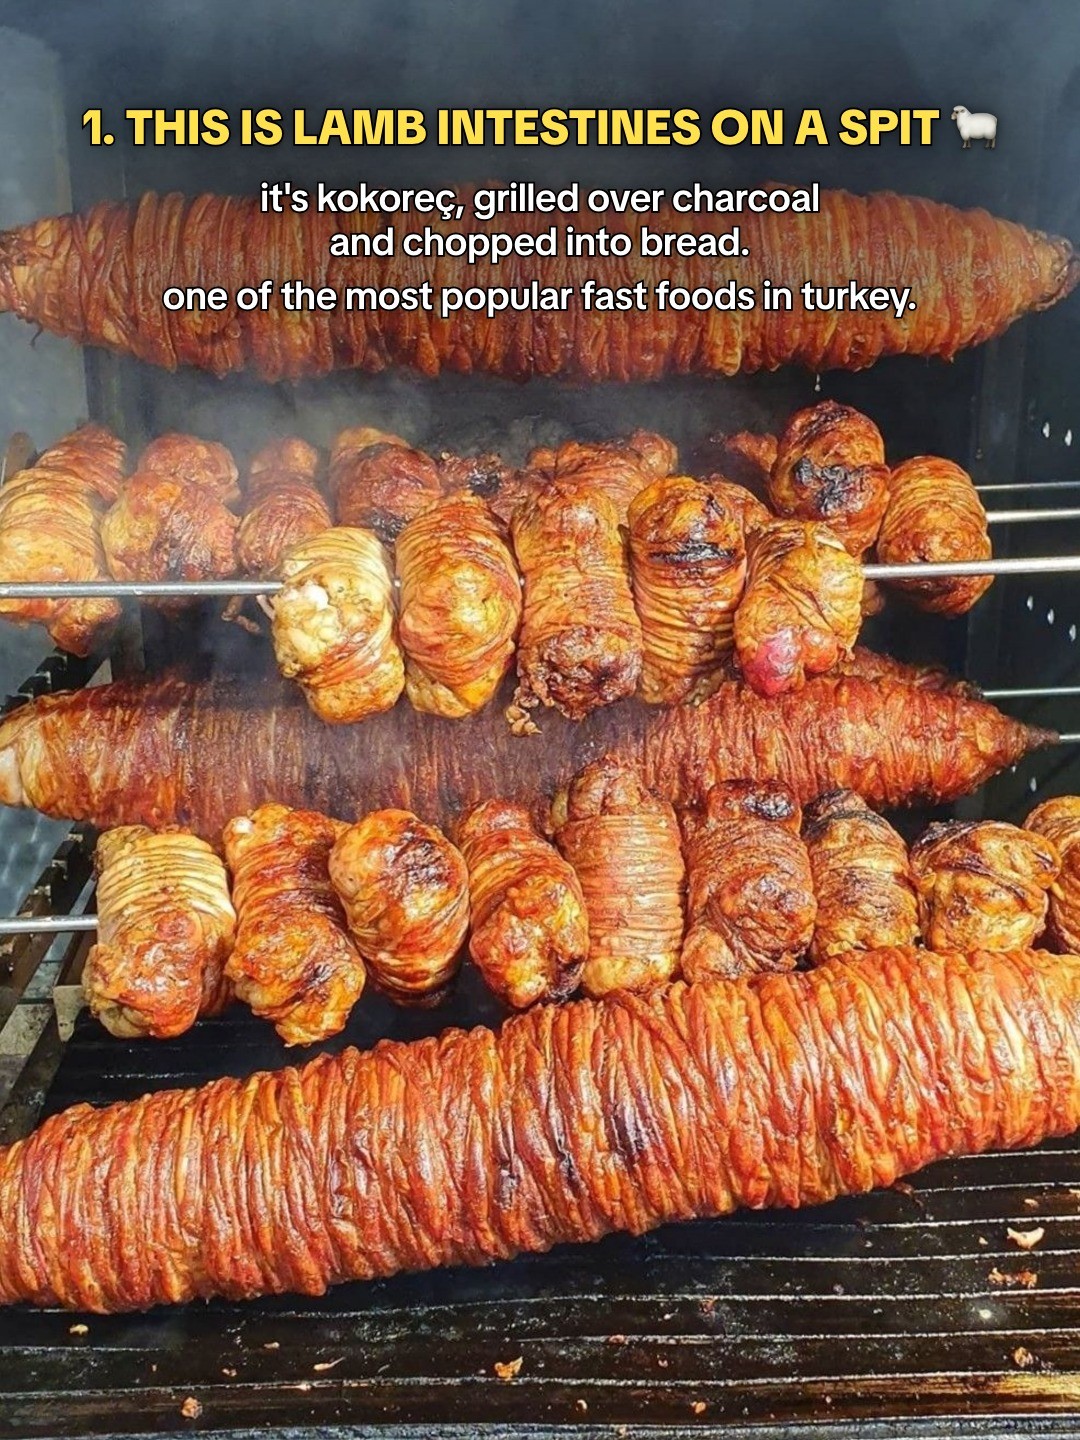 1. THIS IS LAMB INTESTINES ON A SPIT 🐑
it's kokoreç, grilled over charcoal
and chopped into bread.
one of the most popular fast foods in turkey.